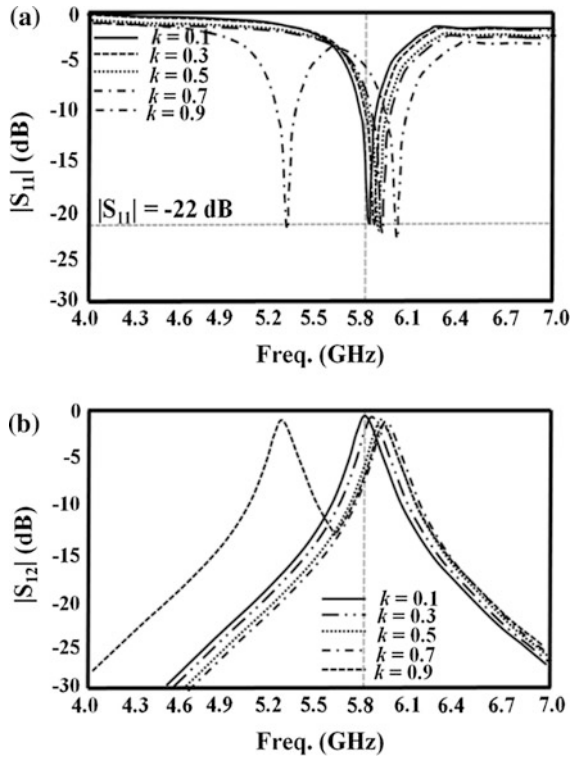 (a)
0
-5
-10
-15
-20
-25
-30
|S11| (dB)
k = 0.1
k = 0.3
k = 0.5
k = 0.7
k = 0.9
|S11| = -22 dB
4.0 4.3 4.6 4.9 5.2 5.5 5.8 6.1 6.4 6.7 7.0
Freq. (GHz)
(b)
0
-5
-10
-15
-20
-25
-30
|S12| (dB)
k = 0.1
k = 0.3
k = 0.5
k = 0.7
k = 0.9
4.0 4.3 4.6 4.9 5.2 5.5 5.8 6.1 6.4 6.7 7.0
Freq. (GHz)